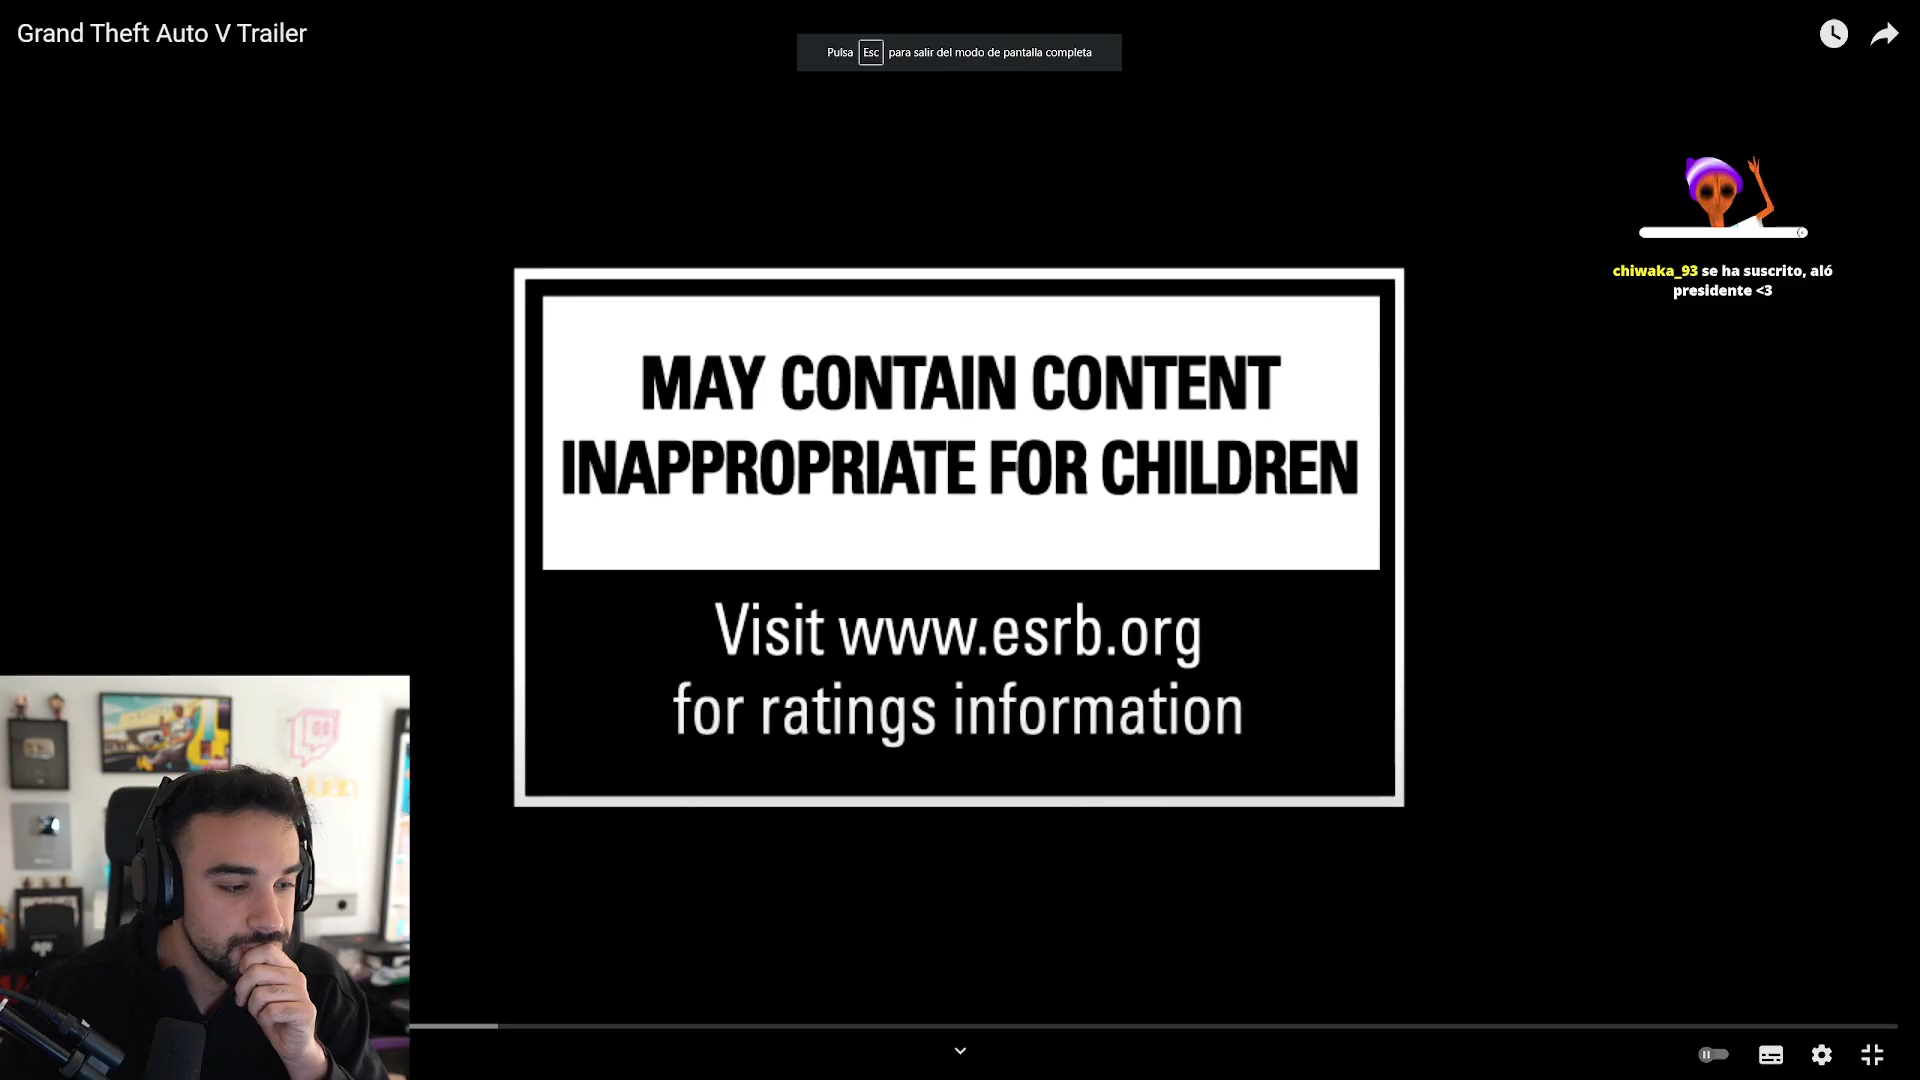 Grand Theft Auto V Trailer
Pulsa Esc para salir del modo de pantalla completa
chiwaka_93 se ha suscrito, aló
presidente <3
MAY CONTAIN CONTENT
INAPPROPRIATE FOR CHILDREN
Visit www.esrb.org
for ratings information